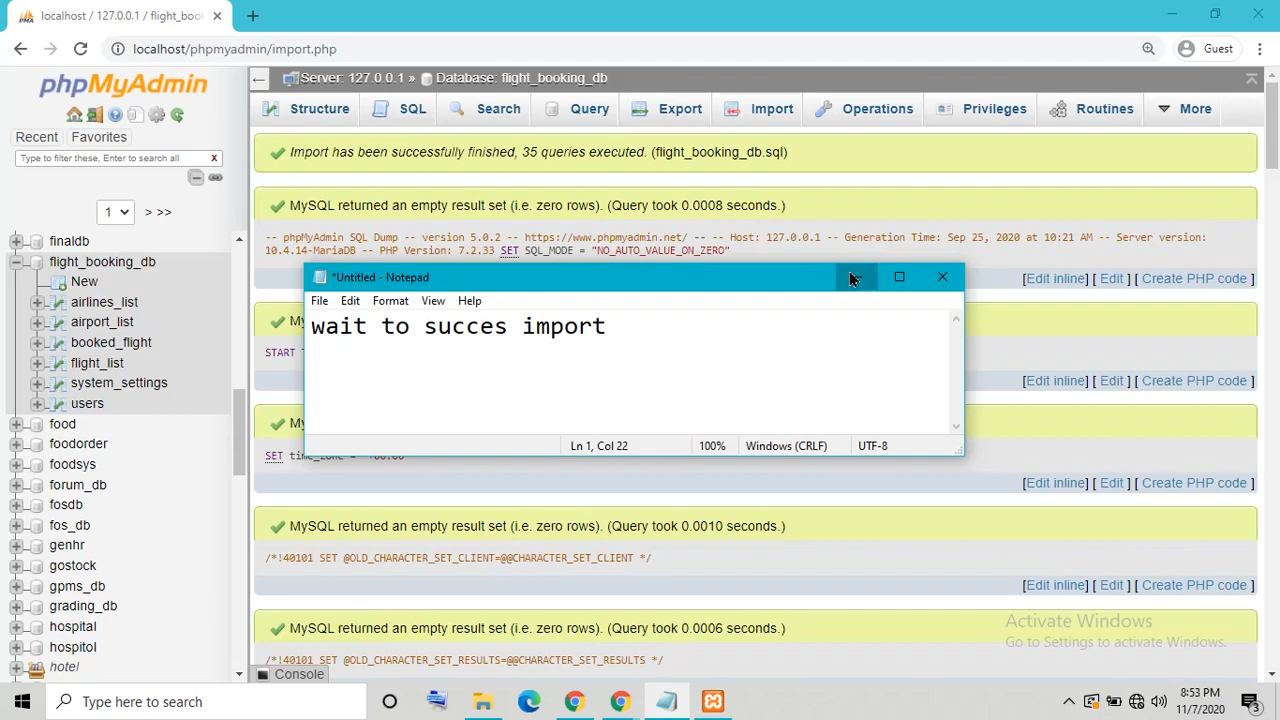 localhost / 127.0.0.1 / flight_boo
localhost/phpmyadmin/import.php
Guest
phpMyAdmin
Recent
Favorites
Type to filter these, Enter to search all
X
1
> >>
finaldb
flight_booking_db
New
airlines_list
airport_list
booked_flight
flight_list
system_settings
users
food
foodorder
foodsys
forum_db
fosdb
fos_db
genhr
gostock
gpms_db
grading_db
hospital
hospitol
hotel
Server: 127.0.0.1 » Database: flight_booking_db
Structure
SQL
Search
Query
Export
Import
Operations
Privileges
Routines
More
Import has been successfully finished, 35 queries executed. (flight_booking_db.sql)
MySQL returned an empty result set (i.e. zero rows). (Query took 0.0008 seconds.)
-- phpMyAdmin SQL Dump -- version 5.0.2 -- https://www.phpmyadmin.net/ -- -- Host: 127.0.0.1 -- Generation Time: Sep 25, 2020 at 10:21 AM -- Server version:
10.4.14-MariaDB -- PHP Version: 7.2.33 SET SQL_MODE = "NO_AUTO_VALUE_ON_ZERO"
[Edit inline] [ Edit ] [ Create PHP code ]
*Untitled - Notepad
File Edit Format View Help
wait to succes import
Ln 1, Col 22
100%
Windows (CRLF)
UTF-8
START
[Edit inline] [ Edit ] [ Create PHP code ]
SET
[Edit inline] [ Edit ] [ Create PHP code ]
MySQL returned an empty result set (i.e. zero rows). (Query took 0.0010 seconds.)
/*!40101 SET @OLD_CHARACTER_SET_CLIENT=@@CHARACTER_SET_CLIENT */
[Edit inline] [ Edit ] [ Create PHP code ]
MySQL returned an empty result set (i.e. zero rows). (Query took 0.0006 seconds.)
/*!40101 SET @OLD_CHARACTER_SET_RESULTS=@@CHARACTER_SET_RESULTS */
Activate Windows
Go to Settings to activate Windows.
Console
Type here to search
8:53 PM
11/7/2020
3